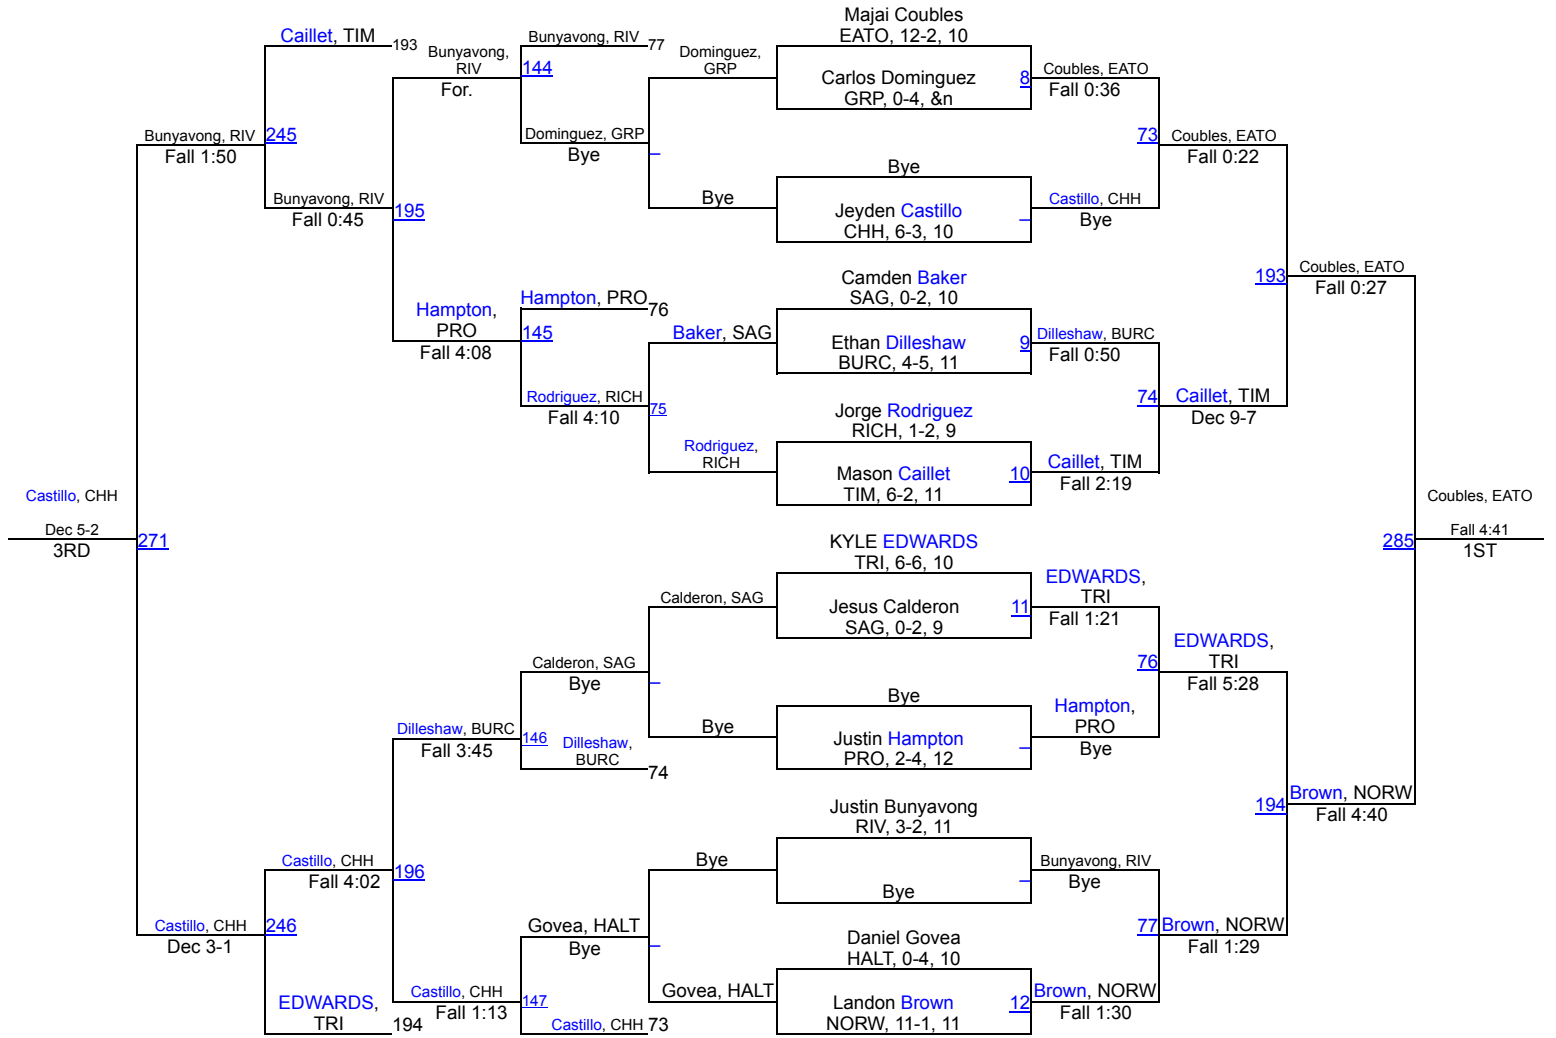 Majai Coubles
EATO, 12-2, 10
Carlos Dominguez
GRP, 0-4, &n
8
Bye
Jeyden Castillo
CHH, 6-3, 10
Camden Baker
SAG, 0-2, 10
Ethan Dilleshaw
BURC, 4-5, 11
9
Jorge Rodriguez
RICH, 1-2, 9
Mason Caillet
TIM, 6-2, 11
10
KYLE EDWARDS
TRI, 6-6, 10
Jesus Calderon
SAG, 0-2, 9
11
Bye
Justin Hampton
PRO, 2-4, 12
Justin Bunyavong
RIV, 3-2, 11
Bye
Daniel Govea
HALT, 0-4, 10
Landon Brown
NORW, 11-1, 11
12
Coubles, EATO
Fall 0:36
73
Castillo, CHH
Bye
Dilleshaw, BURC
Fall 0:50
74
Caillet, TIM
Fall 2:19
EDWARDS,
TRI
Fall 1:21
76
Hampton,
PRO
Bye
Bunyavong, RIV
Bye
77
Brown, NORW
Fall 1:30
Coubles, EATO
Fall 0:22
193
Caillet, TIM
Dec 9-7
EDWARDS,
TRI
Fall 5:28
194
Brown, NORW
Fall 1:29
Coubles, EATO
Fall 0:27
285
Brown, NORW
Fall 4:40
Coubles, EATO
Fall 4:41
1ST
Dominguez,
GRP
Bye
Baker, SAG
75
Rodriguez,
RICH
Calderon, SAG
Bye
Bye
Govea, HALT
Bunyavong, RIV
77
144
Dominguez, GRP
Bye
Hampton, PRO
76
145
Rodriguez, RICH
Fall 4:10
Calderon, SAG
Bye
146
Dilleshaw,
BURC
74
Govea, HALT
Bye
147
Castillo, CHH
73
Bunyavong,
RIV
For.
195
Hampton,
PRO
Fall 4:08
Dilleshaw, BURC
Fall 3:45
196
Castillo, CHH
Fall 1:13
Caillet, TIM
193
245
Bunyavong, RIV
Fall 0:45
Castillo, CHH
Fall 4:02
246
EDWARDS,
TRI
194
Bunyavong, RIV
Fall 1:50
271
Castillo, CHH
Dec 3-1
Castillo, CHH
Dec 5-2
3RD